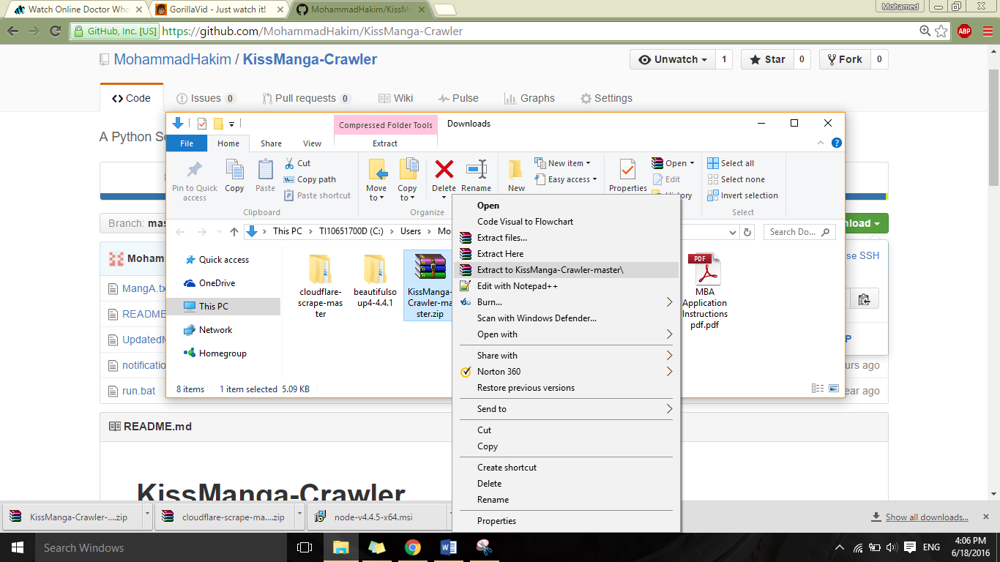 Watch Online Doctor Who
GorillaVid - Just watch it!
MohammadHakim/KissM
Mohamed
GitHub, Inc. [US]
https://github.com/MohammadHakim/KissManga-Crawler
ABP
MohammadHakim / KissManga-Crawler
Unwatch 1
Star 0
Fork 0
Code
Issues 0
Pull requests 0
Wiki
Pulse
Graphs
Settings
A Python Sc
Compressed Folder Tools
Downloads
File
Home
Share
View
Extract
Pin to Quick access
Copy
Paste
Cut
Copy path
Paste shortcut
Clipboard
Move to
Copy to
Delete
Rename
Organize
New
New item
Easy access
Properties
Open
Edit
History
Select all
Select none
Invert selection
Select
Branch: mas
nload
This PC
TI10651700D (C:)
Users
Mo
Search Do...
Moham
se SSH
MangA.tx
README
UpdatedM
notification
run.bat
P
urs ago
ear ago
Quick access
OneDrive
This PC
Network
Homegroup
cloudflare-scrape-master
beautifulsoup4-4.4.1
KissManga-Crawler-master.zip
PDF
MBA Application Instructions pdf.pdf
8 items
1 item selected 5.09 KB
Open
Code Visual to Flowchart
Extract files...
Extract Here
Extract to KissManga-Crawler-master\
Edit with Notepad++
Burn...
Scan with Windows Defender...
Open with
Share with
Norton 360
Restore previous versions
Send to
Cut
Copy
Create shortcut
Delete
Rename
Properties
README.md
KissManga-Crawler
KissManga-Crawler-....zip
cloudflare-scrape-ma....zip
node-v4.4.5-x64.msi
Show all downloads...
Search Windows
ENG
4:06 PM
6/18/2016